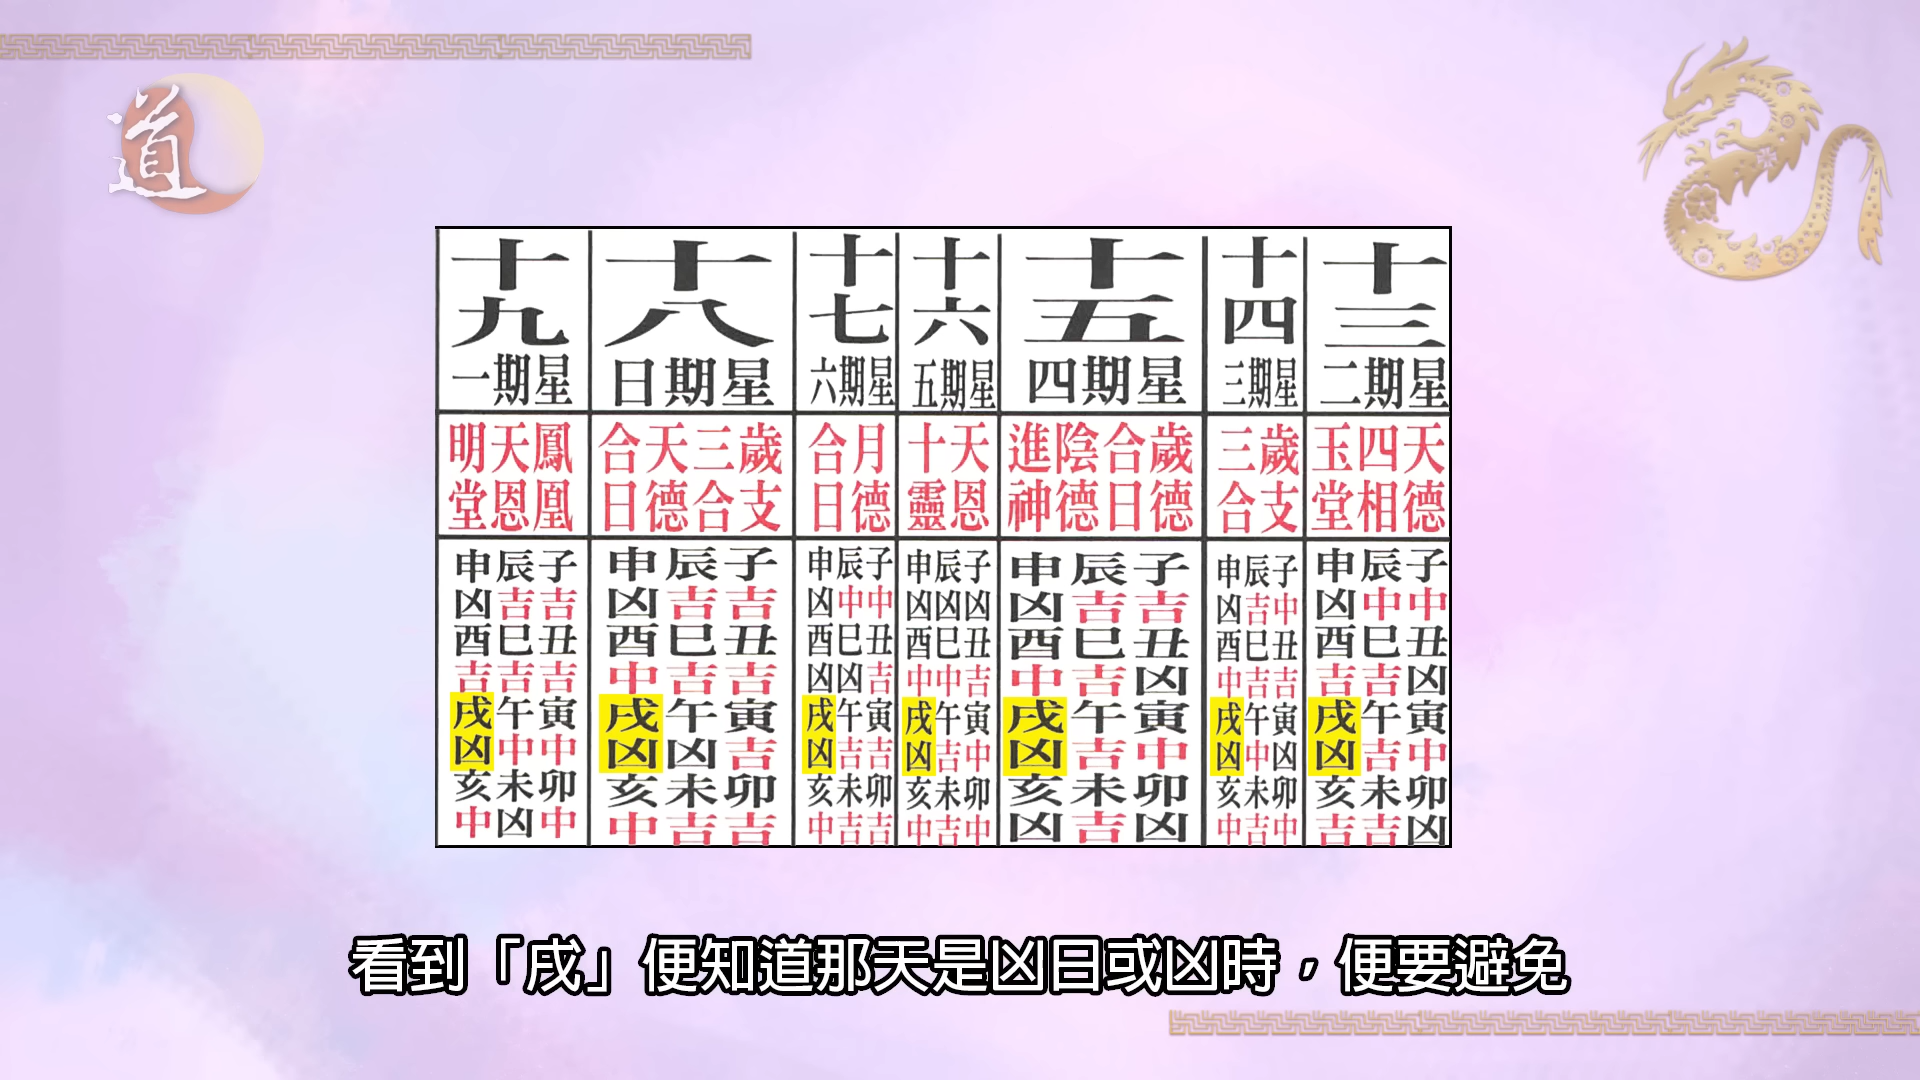 道
十三
星期二
天德
四相
玉堂
子中丑凶寅中卯凶
辰中巳吉午吉未吉
申凶酉吉戌凶亥吉
十四
星期三
歲支
三合
子中丑吉寅凶卯中
辰吉巳吉午中未吉
申凶酉中戌凶亥中
十五
星期四
歲德
合日
陰德
進神
子吉丑凶寅中卯凶
辰吉巳吉午吉未吉
申凶酉中戌凶亥凶
十六
星期五
天恩
十靈
子凶丑吉寅中卯中
辰凶巳中午吉未吉
申凶酉中戌凶亥中
十七
星期六
月德
合日
子中丑吉寅吉卯吉
辰中巳凶午吉未吉
申凶酉凶戌凶亥中
十八
星期日
歲支
三合
天德
合日
子吉丑吉寅吉卯吉
辰吉巳吉午凶未吉
申凶酉中戌凶亥中
十九
星期一
鳳凰
天恩
明堂
子吉丑吉寅中卯中
辰吉巳吉午中未凶
申凶酉吉戌凶亥中
看到「戌」便知道那天是凶日或凶時，便要避免